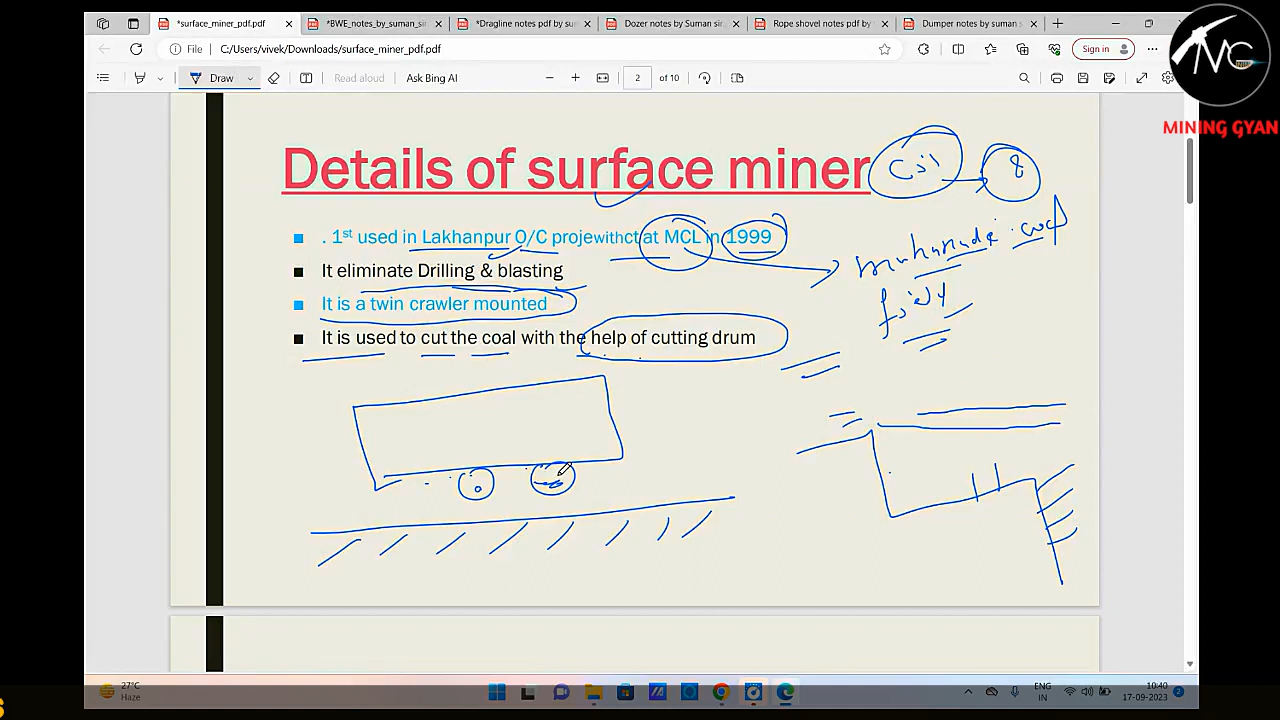 *surface_miner_pdf.pdf
*BWE_notes_by_suman_sir
*Dragline notes pdf by sum
Dozer notes by Suman sir.
Rope shovel notes pdf by
Dumper notes by suman s
File
C:/Users/vivek/Downloads/surface_miner_pdf.pdf
Sign in
Draw
Read aloud
Ask Bing AI
2
of 10
MG
MINING GYAN
Details of surface miner
CIL
8
. 1st used in Lakhanpur O/C projewithct at MCL in 1999
It eliminate Drilling & blasting
It is a twin crawler mounted
It is used to cut the coal with the help of cutting drum
coal
27°C
Haze
ENG
IN
10:40
17-09-2023
2